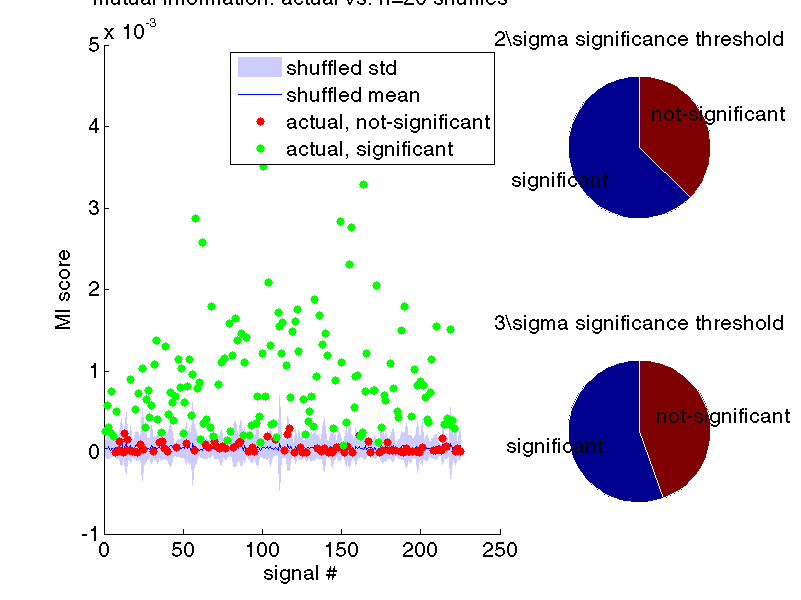 mutual information: actual vs. n=20 shuffles
x 10^-3
5
4
3
2
1
0
-1
MI score
0 50 100 150 200 250
signal #
shuffled std
shuffled mean
actual, not-significant
actual, significant
2\sigma significance threshold
not-significant
significant
3\sigma significance threshold
not-significant
significant